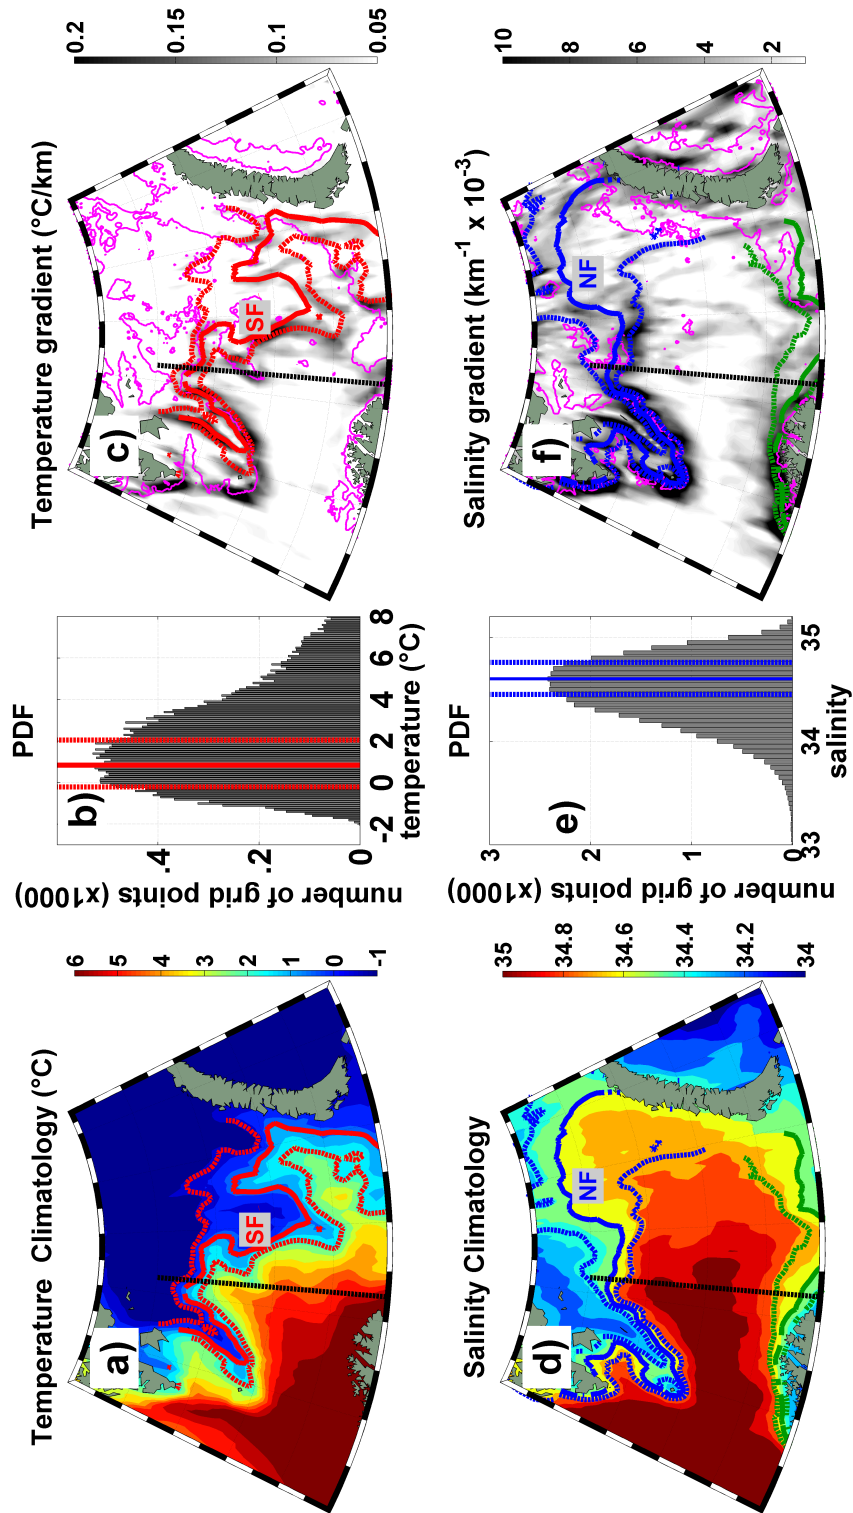 Temperature Climatology (°C)
a)
SF
6
5
4
3
2
1
0
-1
PDF
b)
number of grid points (x1000)
.4
.2
0
-2
0
2
4
6
8
temperature (°C)
Temperature gradient (°C/km)
c)
SF
0.2
0.15
0.1
0.05
Salinity Climatology
d)
NF
35
34.8
34.6
34.4
34.2
34
PDF
e)
number of grid points (x1000)
3
2
1
0
33
34
35
salinity
Salinity gradient (km⁻¹ x 10⁻³)
f)
NF
10
8
6
4
2